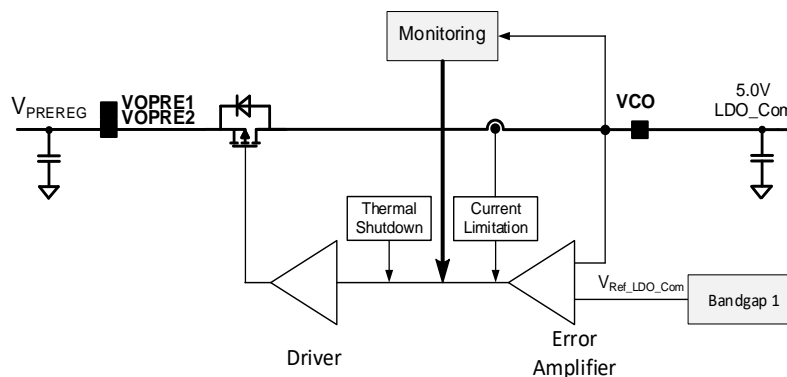 Monitoring
VPREREG
VOPRE1
VOPRE2
VCO
5.0V
LDO_Com
Thermal
Shutdown
Current
Limitation
VRef_LDO_Com
Bandgap 1
Driver
Error
Amplifier